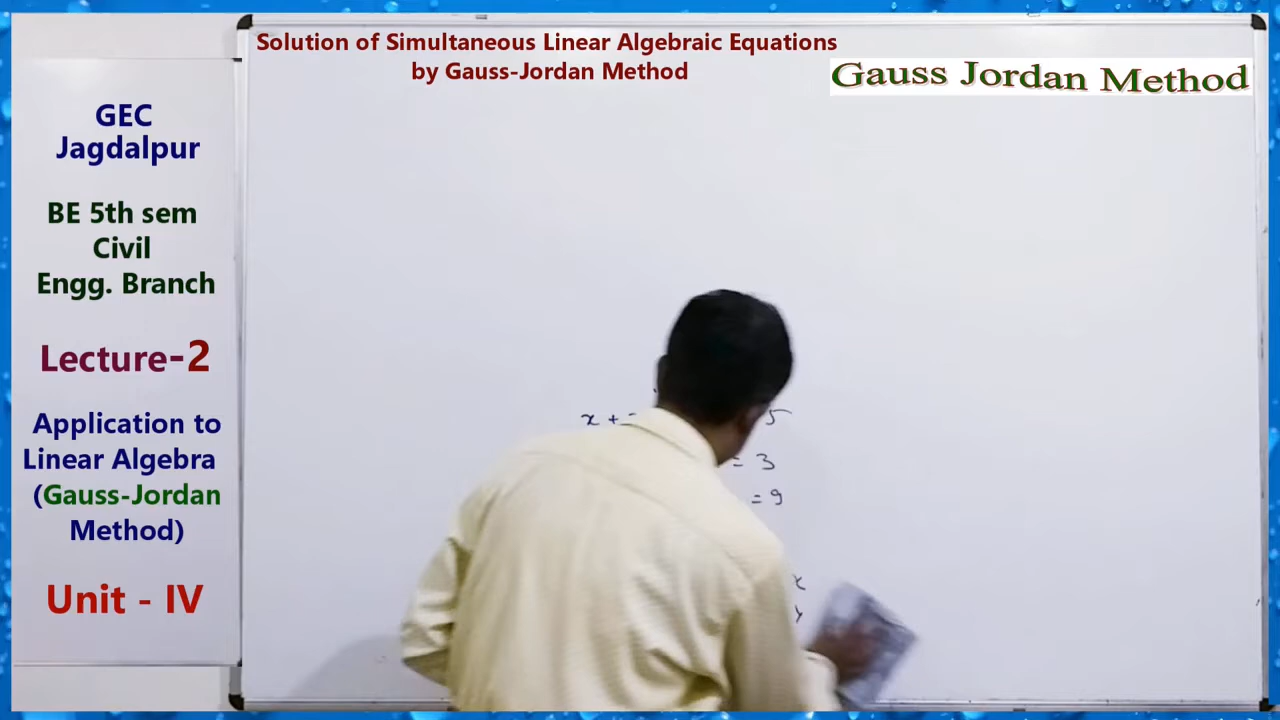 Solution of Simultaneous Linear Algebraic Equations
by Gauss-Jordan Method
Gauss Jordan Method
GEC
Jagdalpur
BE 5th sem
Civil
Engg. Branch
Lecture-2
Application to
Linear Algebra
(Gauss-Jordan
Method)
Unit - IV
x + 5
= 3
= 9
x
y